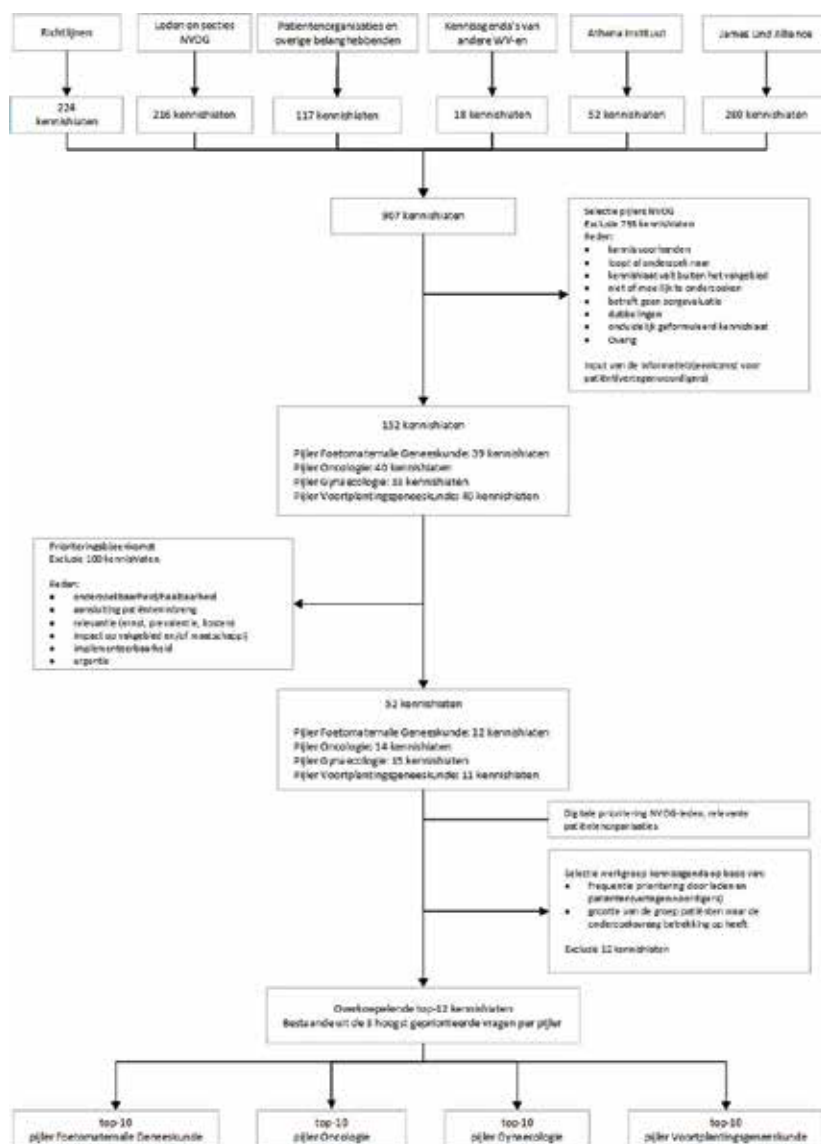 Richtlijnen
Leden en secties
NVOG
Patiëntenorganisaties en
overige belanghebbenden
Kennisagenda's van
andere WV-en
Athena Instituut
James Lind Alliance
224
kennishiaten
216 kennishiaten
117 kennishiaten
18 kennishiaten
52 kennishiaten
280 kennishiaten
907 kennishiaten
Selectie pijlers NVOG
Exclusie 755 kennishiaten
Reden:
• kennis voorhanden
• loopt al onderzoek naar
• kennishiaat valt buiten het vakgebied
• niet of moeilijk te onderzoeken
• betreft geen zorgevaluatie
• dubbelingen
• onduidelijk geformuleerd kennishiaat
• Overig
Input van de informatiebijeenkomst voor
patiënt(vertegenwoordigers)
152 kennishiaten
Pijler Foetomaternale Geneeskunde: 39 kennishiaten
Pijler Oncologie: 40 kennishiaten
Pijler Gynaecologie: 33 kennishiaten
Pijler Voortplantingsgeneeskunde: 40 kennishiaten
Prioriteringsbijeenkomst
Exclusie 100 kennishiaten
Reden:
• onderzoekbaarheid/haalbaarheid
• aansluiting patiënteninbreng
• relevantie (ernst, prevalentie, kosten)
• impact op vakgebied en/of maatschappij
• implementeerbaarheid
• urgentie
52 kennishiaten
Pijler Foetomaternale Geneeskunde: 12 kennishiaten
Pijler Oncologie: 14 kennishiaten
Pijler Gynaecologie: 15 kennishiaten
Pijler Voortplantingsgeneeskunde: 11 kennishiaten
Digitale prioritering NVOG-leden, relevante
patiëntenorganisaties
Selectie werkgroep kennisagenda op basis van:
• frequentie prioritering door leden en
patiënten(vertegenwoordigers)
• grootte van de groep patiënten waar de
onderzoeksvraag betrekking op heeft
Exclusie 12 kennishiaten
Overkoepelende top-12 kennishiaten
Bestaande uit de 3 hoogst geprioriteerde vragen per pijler
top-10
pijler Foetomaternale Geneeskunde
top-10
pijler Oncologie
top-10
pijler Gynaecologie
top-10
pijler Voortplantingsgeneeskunde